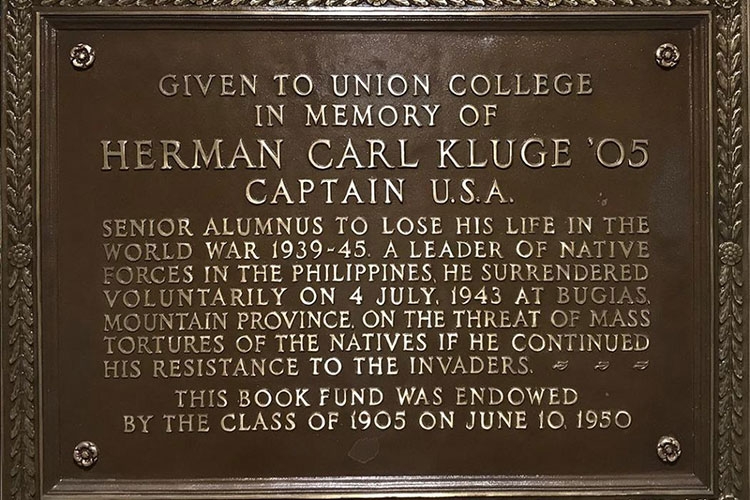 GIVEN TO UNION COLLEGE
IN MEMORY OF
HERMAN CARL KLUGE '05
CAPTAIN U.S.A.
SENIOR ALUMNUS TO LOSE HIS LIFE IN THE
WORLD WAR 1939-45. A LEADER OF NATIVE
FORCES IN THE PHILIPPINES, HE SURRENDERED
VOLUNTARILY ON 4 JULY, 1943 AT BUGIAS,
MOUNTAIN PROVINCE, ON THE THREAT OF MASS
TORTURES OF THE NATIVES IF HE CONTINUED
HIS RESISTANCE TO THE INVADERS.
THIS BOOK FUND WAS ENDOWED
BY THE CLASS OF 1905 ON JUNE 10, 1950